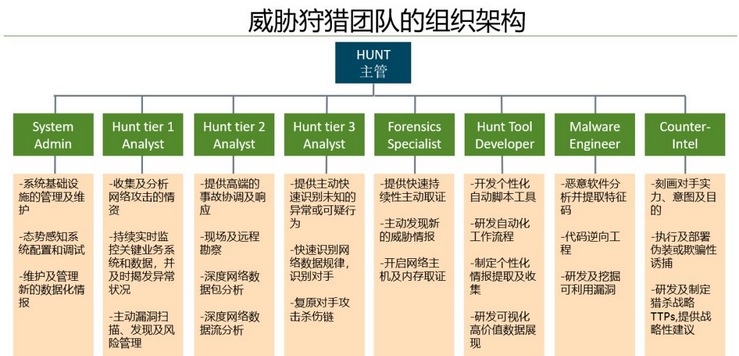 威胁狩猎团队的组织架构
HUNT
主管
System
Admin
Hunt tier 1
Analyst
Hunt tier 2
Analyst
Hunt tier 3
Analyst
Forensics
Specialist
Hunt Tool
Developer
Malware
Engineer
Counter-
Intel
-系统基础设
施的管理及维
护
-态势感知系
统配置和调试
-维护及管理
新的数据化情
报
-收集及分析
网络攻击的情
资
-持续实时监
控关键业务系
统和数据，并
及时揭发异常
状况
-主动漏洞扫
描、发现及风
险管理
-提供高端的
事故协调及响
应
-现场及远程
勘察
-深度网络数
据包分析
-深度网络数
据流分析
-提供主动快
速识别未知的
异常或可疑行
为
-快速识别网
络数据规律，
识别对手
-复原对手攻
击杀伤链
-提供快速持
续性主动取证
-主动发现新
的威胁情报
-开启网络主
机及内存取证
-开发个性化
自动脚本工具
-研发自动化
工作流程
-制定个性化
情报提取及收
集
-研发可视化
高价值数据展
现
-恶意软件分
析并提取特征
码
-代码逆向工
程
-研发及挖掘
可利用漏洞
-刻画对手实
力、意图及目
的
-执行及部署
伪装或欺骗性
诱捕
-研发及制定
猎杀战略
TTPs,提供战
略性建议